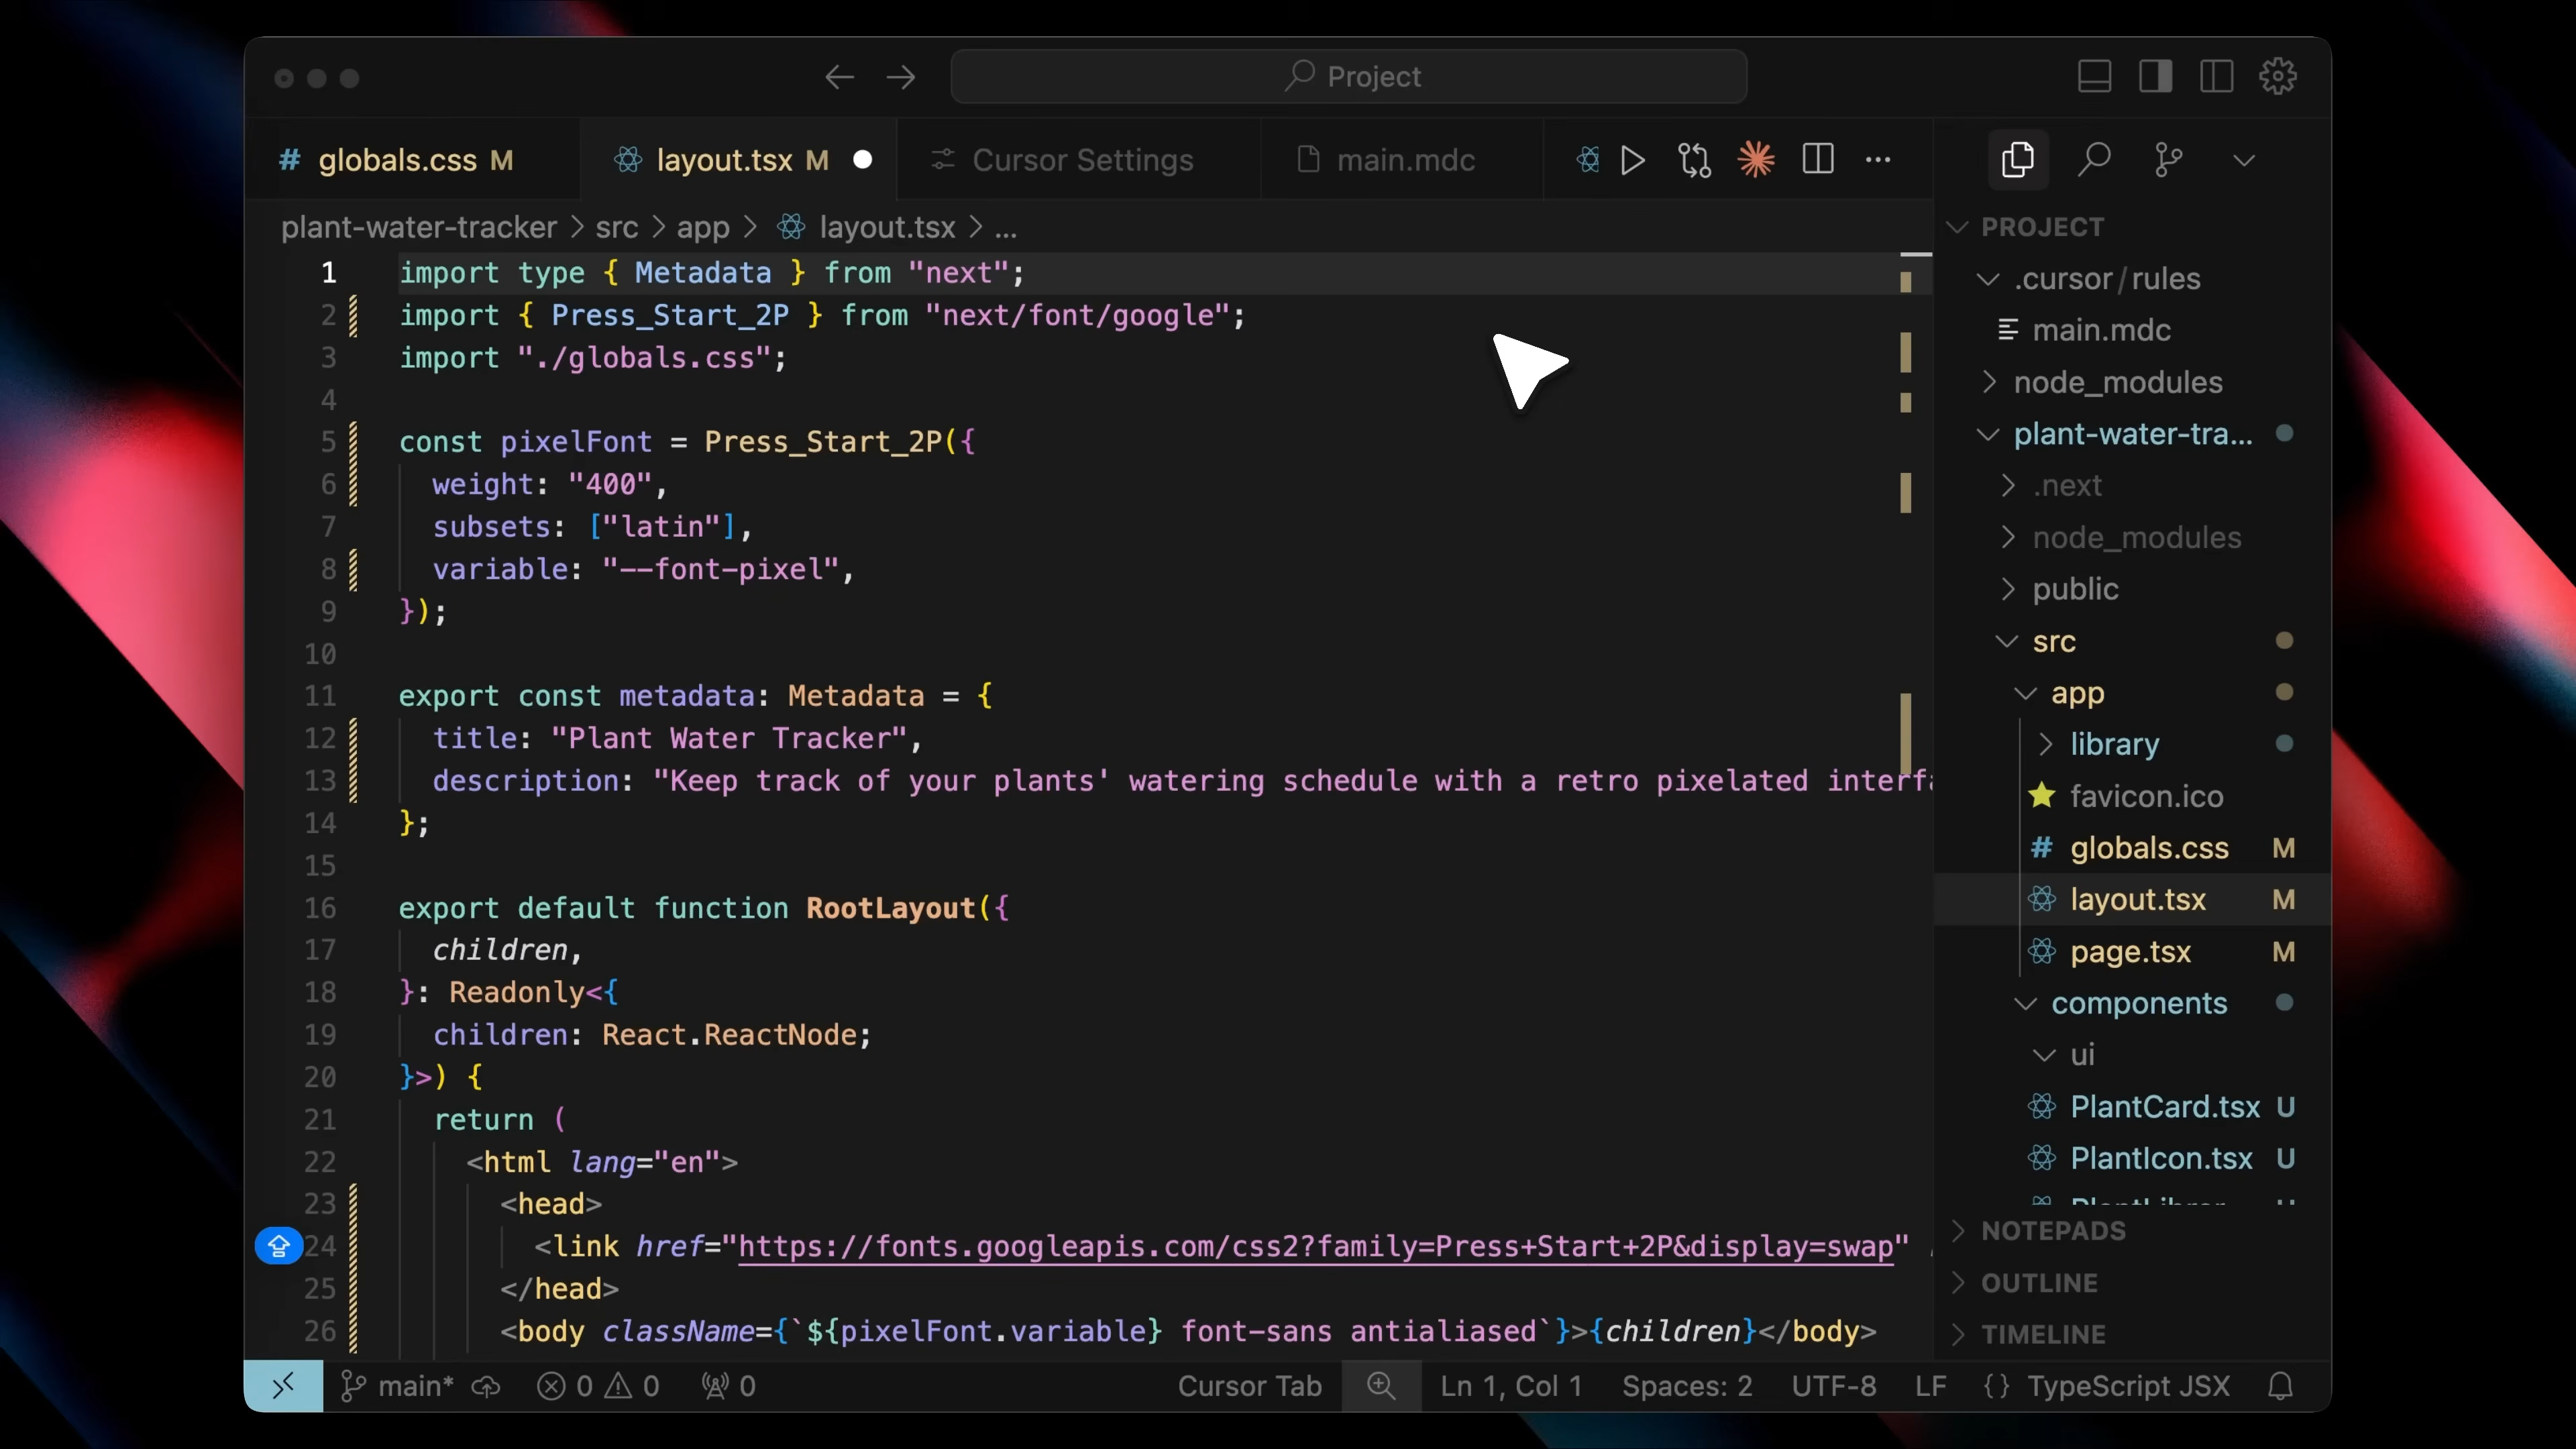 Project
globals.css M
layout.tsx M
Cursor Settings
main.mdc
plant-water-tracker > src > app > layout.tsx > ...
1 import type { Metadata } from "next";
2 import { Press_Start_2P } from "next/font/google";
3 import "./globals.css";
4
5 const pixelFont = Press_Start_2P({
6 weight: "400",
7 subsets: ["latin"],
8 variable: "--font-pixel",
9 });
10
11 export const metadata: Metadata = {
12 title: "Plant Water Tracker",
13 description: "Keep track of your plants' watering schedule with a retro pixelated interfa
14 };
15
16 export default function RootLayout({
17 children,
18 }: Readonly<{
19 children: React.ReactNode;
20 }>) {
21 return (
22 <html lang="en">
23 <head>
24 <link href="https://fonts.googleapis.com/css2?family=Press+Start+2P&display=swap"
25 </head>
26 <body className={`${pixelFont.variable} font-sans antialiased`}>{children}</body>
PROJECT
.cursor/rules
main.mdc
node_modules
plant-water-tra...
.next
node_modules
public
src
app
library
favicon.ico
globals.css M
layout.tsx M
page.tsx M
components
ui
PlantCard.tsx U
PlantIcon.tsx U
NOTEPADS
OUTLINE
TIMELINE
main* 0 0 0 Cursor Tab Ln 1, Col 1 Spaces: 2 UTF-8 LF {} TypeScript JSX